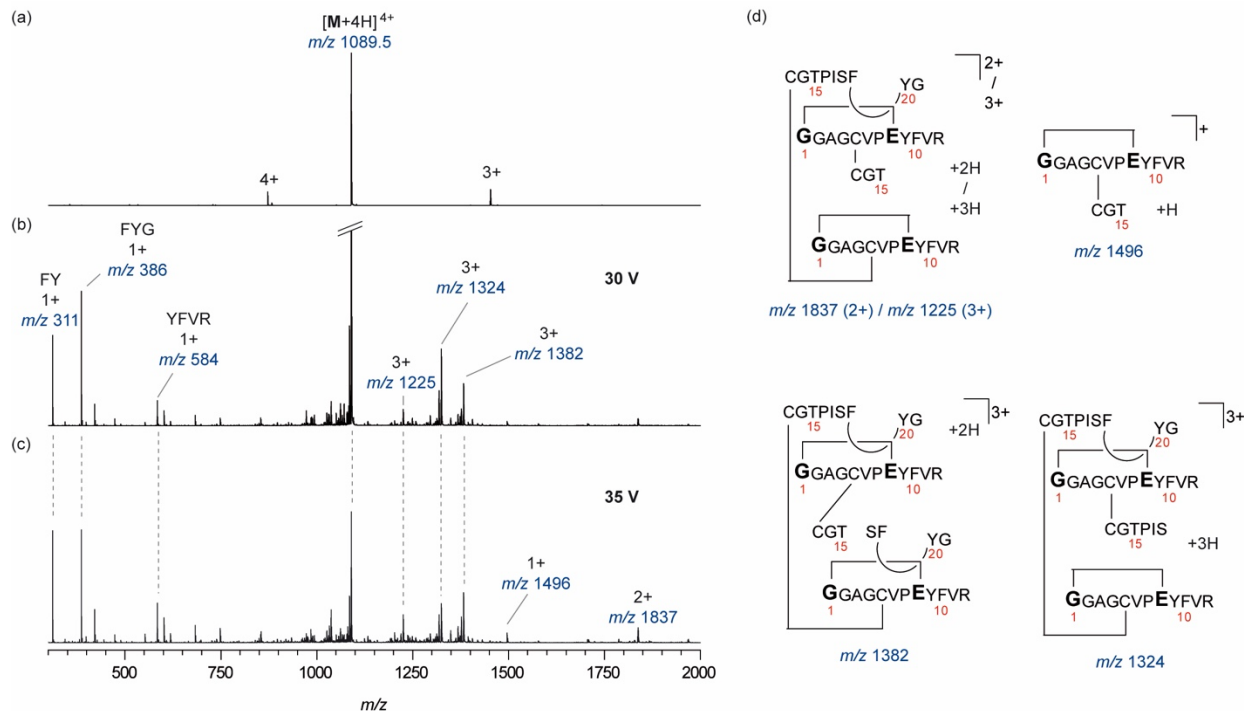 (a)
[M+4H]4+
m/z 1089.5
4+
3+
(b)
FYG
1+
m/z 386
FY
1+
m/z 311
YFVR
1+
m/z 584
3+
m/z 1225
3+
m/z 1324
3+
m/z 1382
30 V
(c)
35 V
1+
m/z 1496
2+
m/z 1837
500
750
1000
1250
1500
1750
2000
m/z
(d)
CGTPISF
15
YG
20
2+
/
3+
GGAGCVPEYFVR
1
10
CGT
15
+2H
/
+3H
GGAGCVPEYFVR
1
10
m/z 1837 (2+) / m/z 1225 (3+)
+
GGAGCVPEYFVR
1
10
CGT
15
+H
m/z 1496
CGTPISF
15
YG
20
+2H
3+
GGAGCVPEYFVR
1
10
CGT
15
SF
YG
20
GGAGCVPEYFVR
1
10
m/z 1382
CGTPISF
15
YG
20
3+
GGAGCVPEYFVR
1
10
CGTPIS
15
+3H
GGAGCVPEYFVR
1
10
m/z 1324